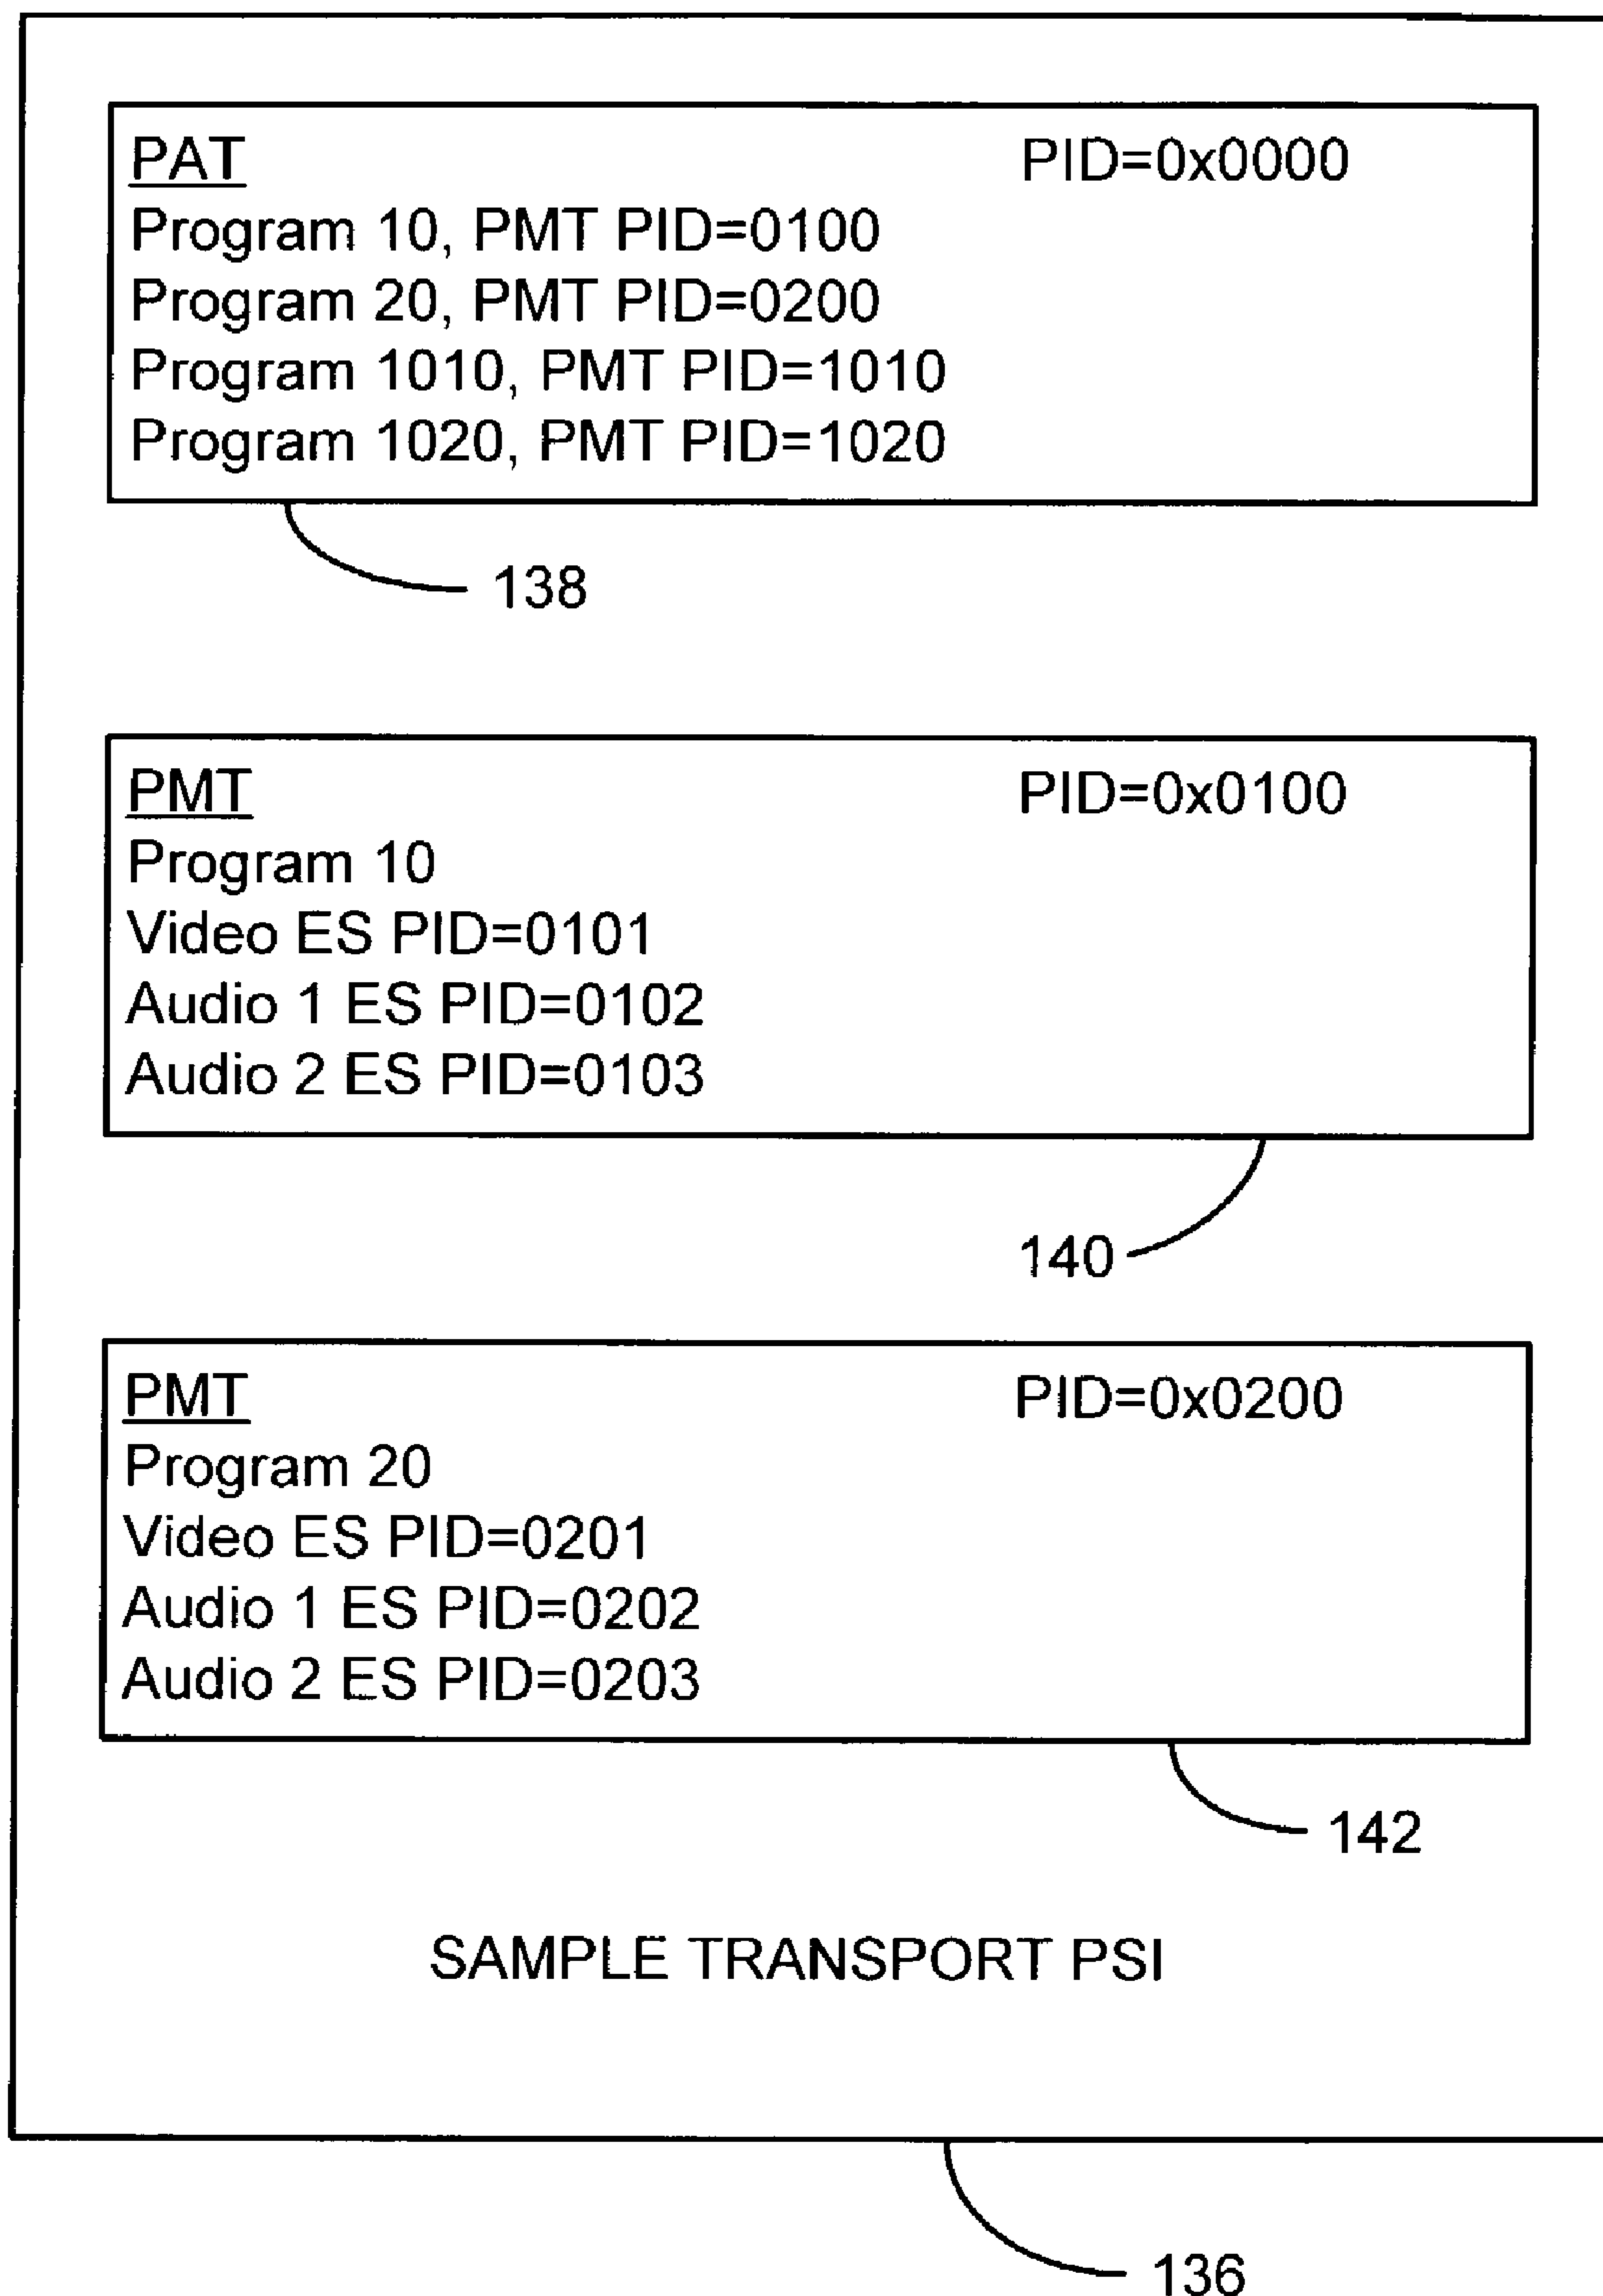 PAT PID=0x0000
Program 10, PMT PID=0100
Program 20, PMT PID=0200
Program 1010, PMT PID=1010
Program 1020, PMT PID=1020
138
PMT PID=0x0100
Program 10
Video ES PID=0101
Audio 1 ES PID=0102
Audio 2 ES PID=0103
140
PMT PID=0x0200
Program 20
Video ES PID=0201
Audio 1 ES PID=0202
Audio 2 ES PID=0203
142
SAMPLE TRANSPORT PSI
136